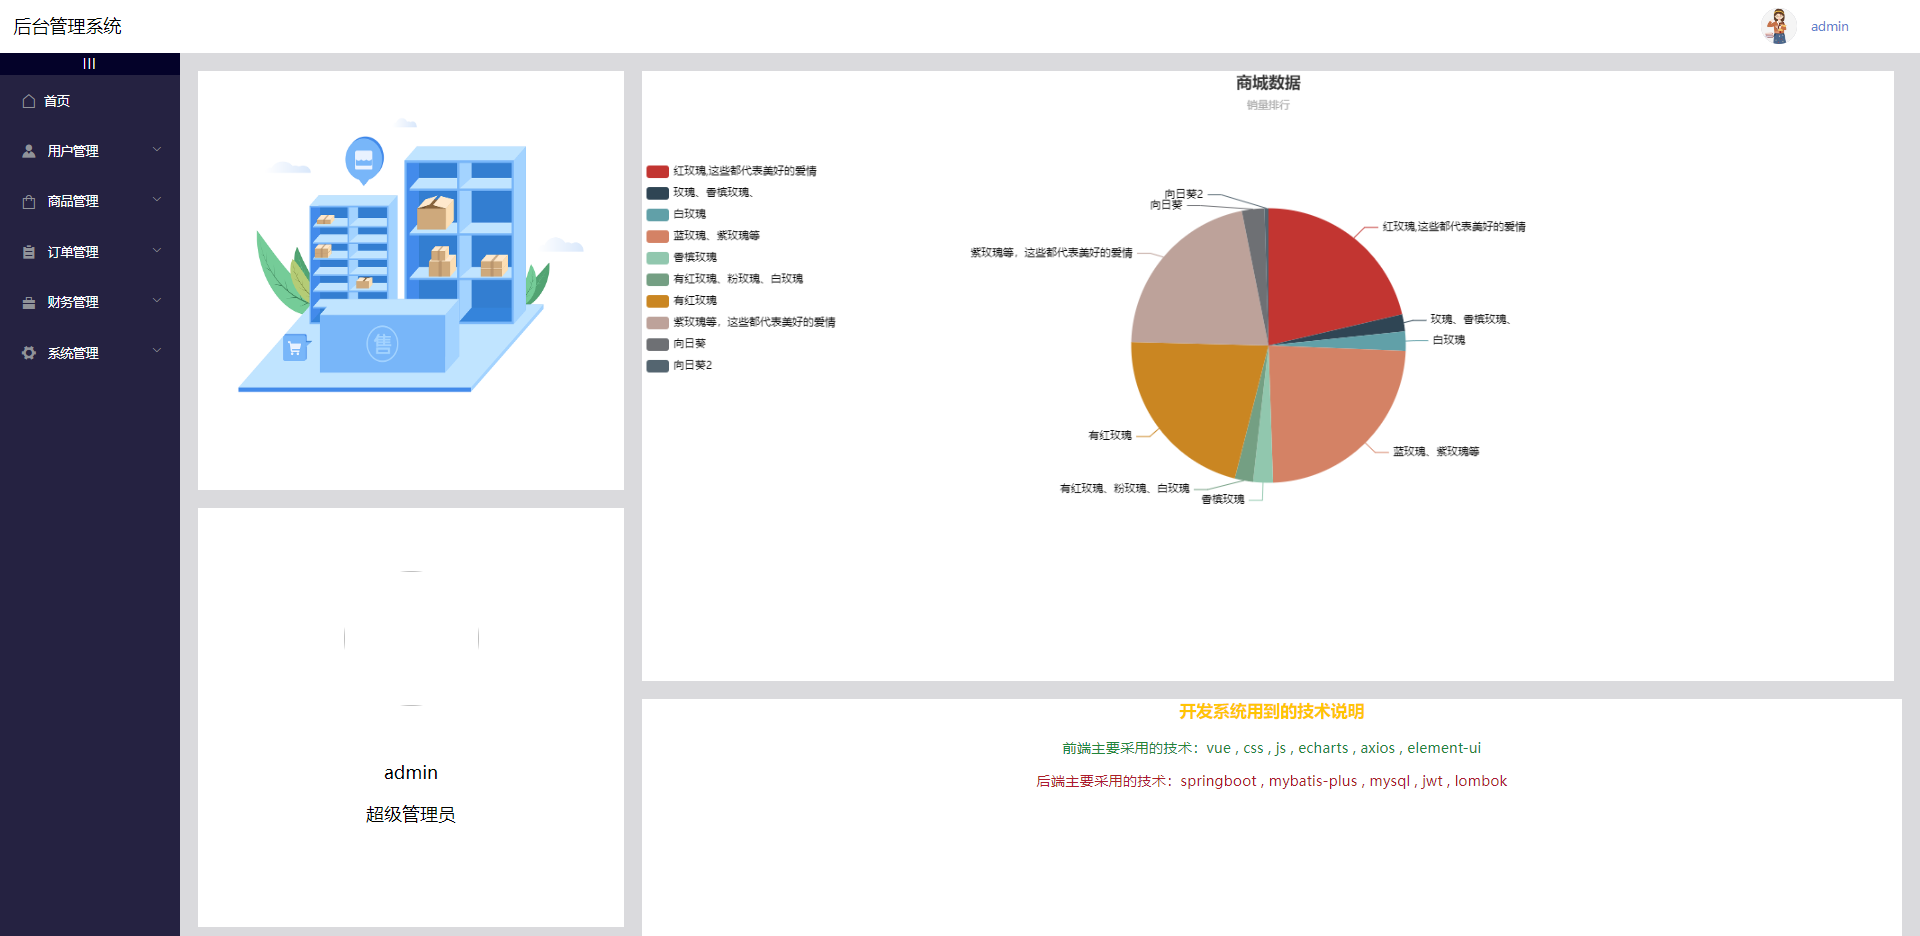 后台管理系统
admin
首页
用户管理
商品管理
订单管理
财务管理
系统管理
售
admin
超级管理员
商城数据
销量排行
红玫瑰,这些都代表美好的爱情
玫瑰、香槟玫瑰、
白玫瑰
蓝玫瑰、紫玫瑰等
香槟玫瑰
有红玫瑰、粉玫瑰、白玫瑰
有红玫瑰
紫玫瑰等，这些都代表美好的爱情
向日葵
向日葵2
向日葵2
向日葵
红玫瑰,这些都代表美好的爱情
紫玫瑰等，这些都代表美好的爱情
玫瑰、香槟玫瑰、
白玫瑰
有红玫瑰
蓝玫瑰、紫玫瑰等
有红玫瑰、粉玫瑰、白玫瑰
香槟玫瑰
开发系统用到的技术说明
前端主要采用的技术：vue , css , js , echarts , axios , element-ui
后端主要采用的技术：springboot , mybatis-plus , mysql , jwt , lombok